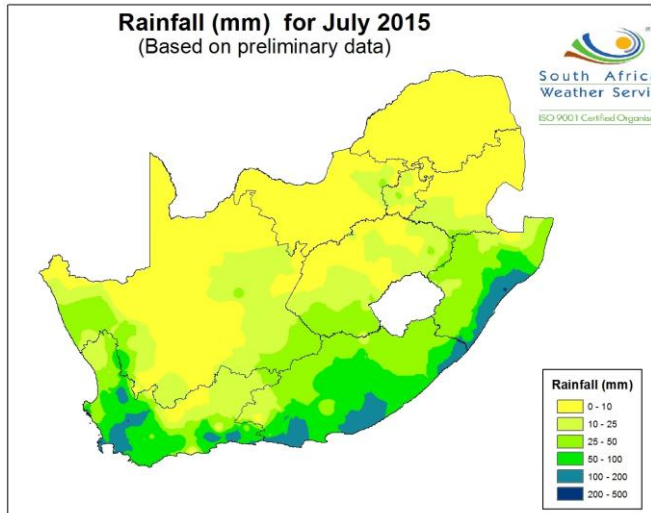 Rainfall (mm) for July 2015
(Based on preliminary data)
South Africa
Weather Servi
ISO 9001 Certified Organis
Rainfall (mm)
0 - 10
10 - 25
25 - 50
50 - 100
100 - 200
200 - 500